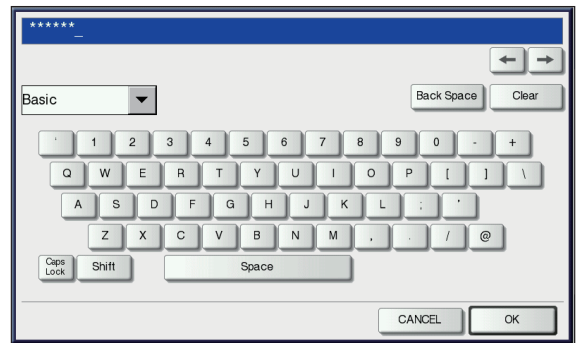 ******_
← →
Basic ▼ Back Space Clear
` 1 2 3 4 5 6 7 8 9 0 - +
Q W E R T Y U I O P [ ] \
A S D F G H J K L ; '
Z X C V B N M , . / @
Caps Lock Shift Space
CANCEL OK